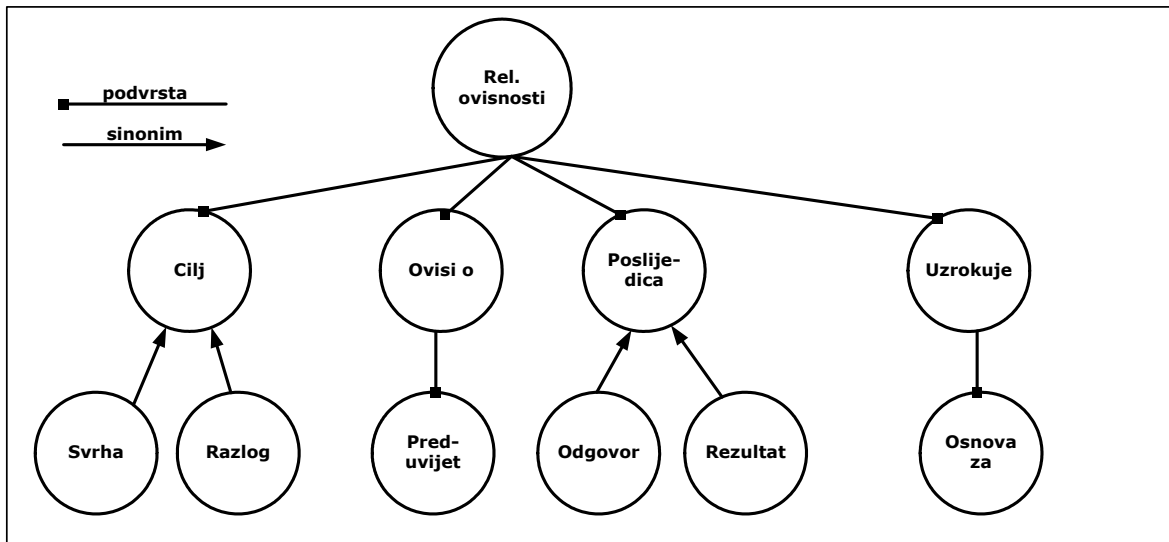 podvrsta
sinonim
Rel.
ovisnosti
Cilj
Ovisi o
Poslije-
dica
Uzrokuje
Svrha
Razlog
Pred-
uvijet
Odgovor
Rezultat
Osnova
za